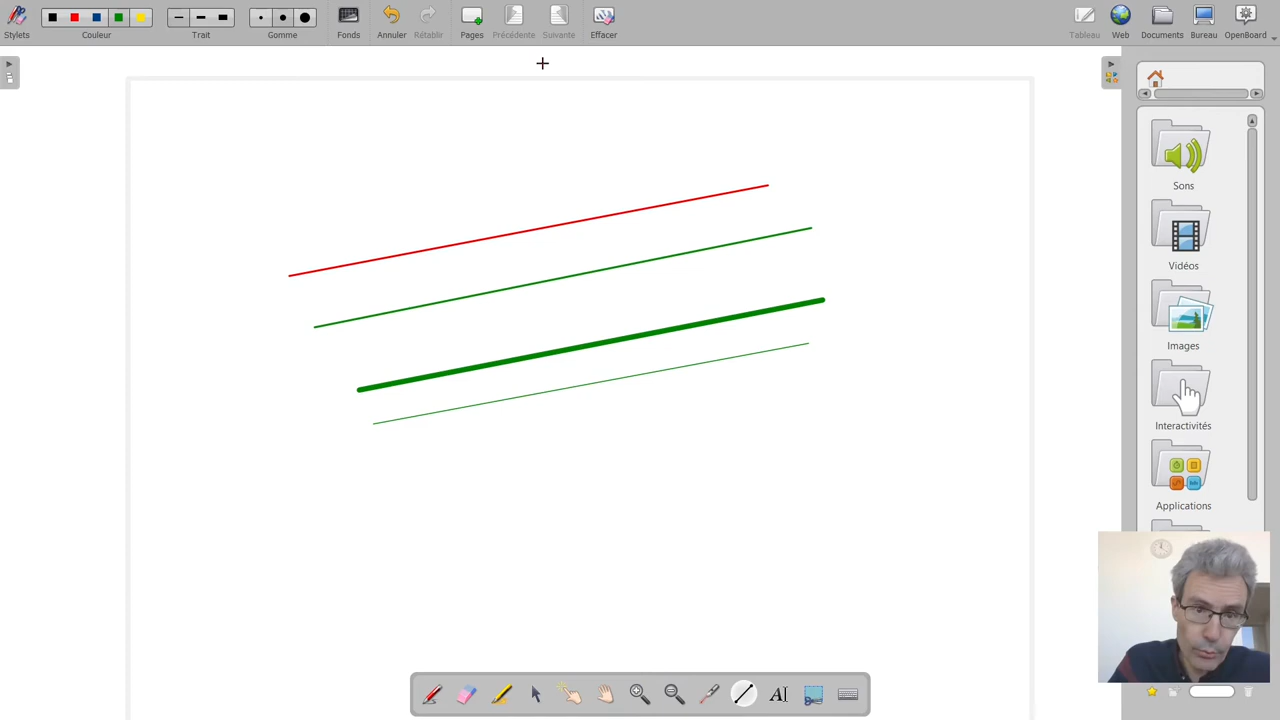 Stylets
Couleur
Trait
Gomme
Fonds
Annuler
Rétablir
Pages
Précédente
Suivante
Effacer
Tableau
Web
Documents
Bureau
OpenBoard
Sons
Vidéos
Images
Interactivités
Applications
AI